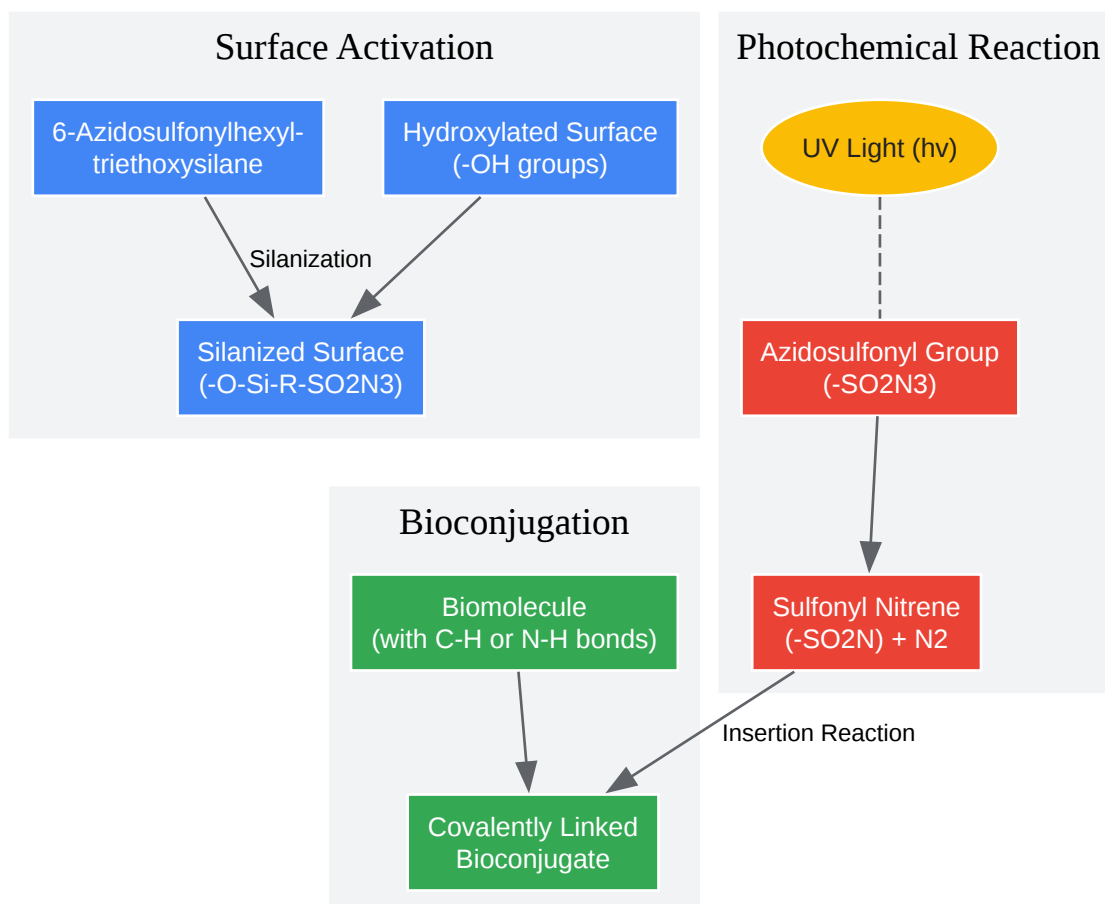 Surface Activation
6-Azidosulfonylhexyl-
triethoxysilane
Hydroxylated Surface
(-OH groups)
Silanization
Silanized Surface
(-O-Si-R-SO2N3)
Photochemical Reaction
UV Light (hv)
Azidosulfonyl Group
(-SO2N3)
Sulfonyl Nitrene
(-SO2N) + N2
Insertion Reaction
Bioconjugation
Biomolecule
(with C-H or N-H bonds)
Covalently Linked
Bioconjugate